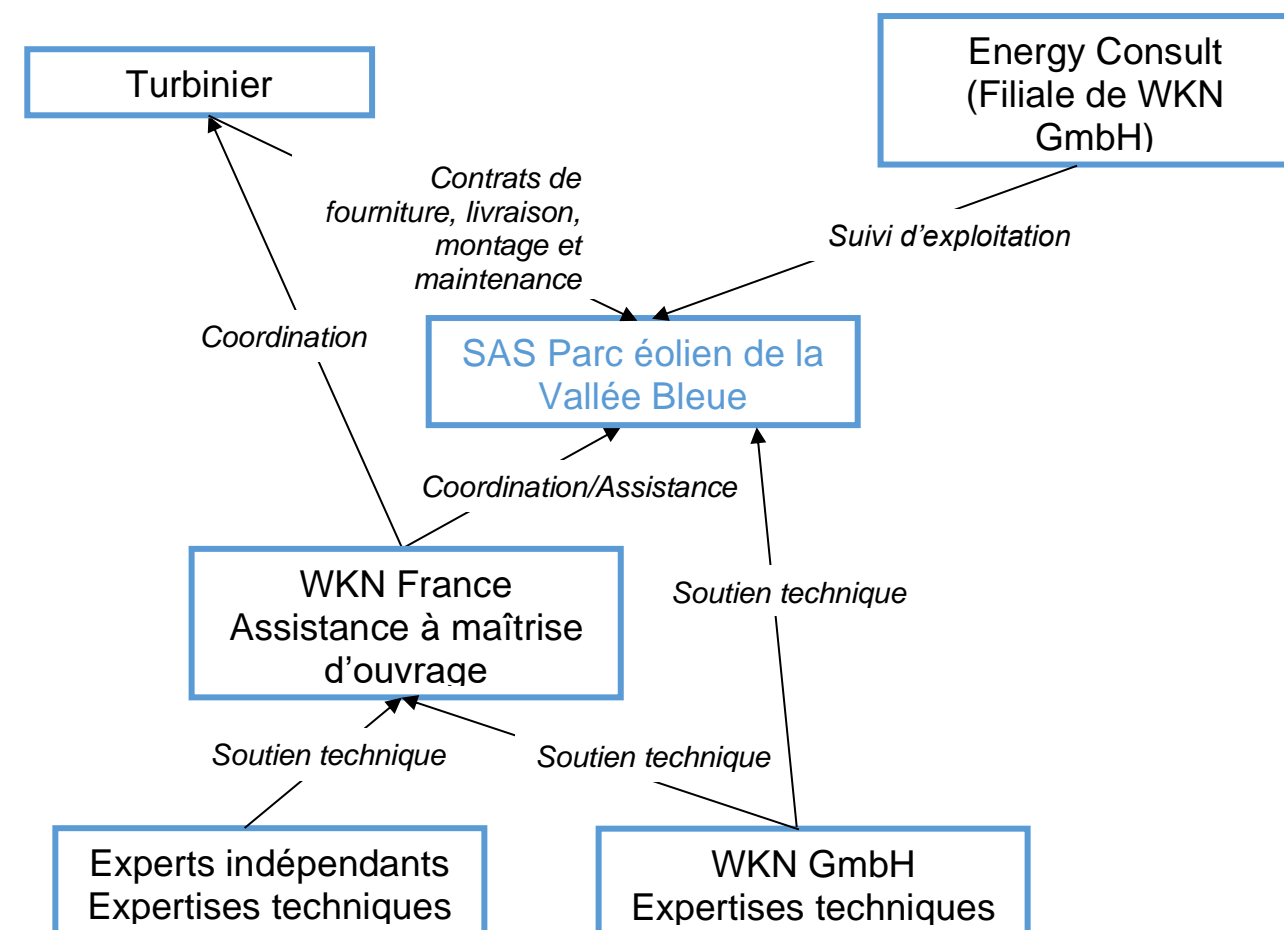 Turbinier
Energy Consult
(Filiale de WKN
GmbH)
Contrats de
fourniture, livraison,
montage et
maintenance
Suivi d’exploitation
Coordination
SAS Parc éolien de la
Vallée Bleue
Coordination/Assistance
WKN France
Assistance à maîtrise
d’ouvrage
Soutien technique
Soutien technique
Soutien technique
Experts indépendants
Expertises techniques
WKN GmbH
Expertises techniques